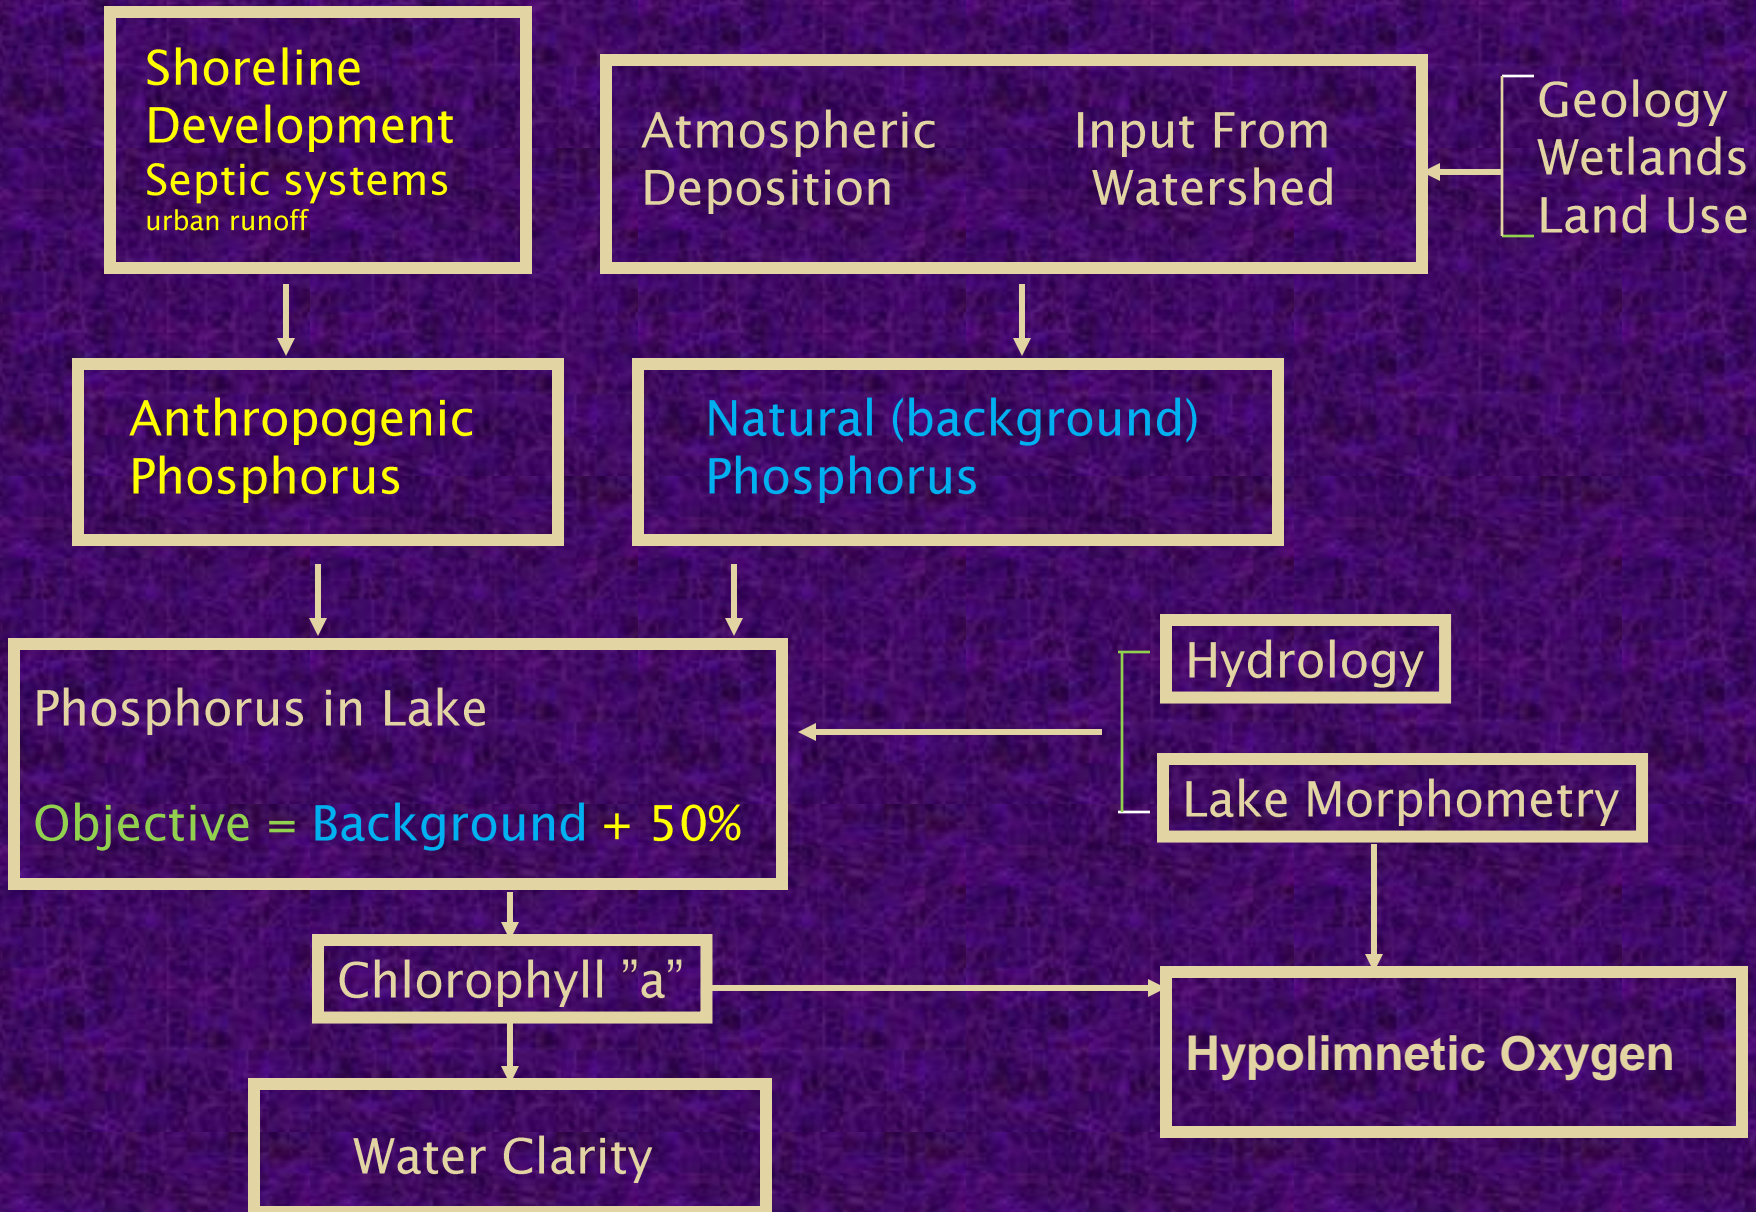 Shoreline
Development
Septic systems
urban runoff
Atmospheric
Deposition
Input From
Watershed
Geology
Wetlands
Land Use
Anthropogenic
Phosphorus
Natural (background)
Phosphorus
Phosphorus in Lake
Objective = Background + 50%
Hydrology
Lake Morphometry
Chlorophyll ”a”
Hypolimnetic Oxygen
Water Clarity